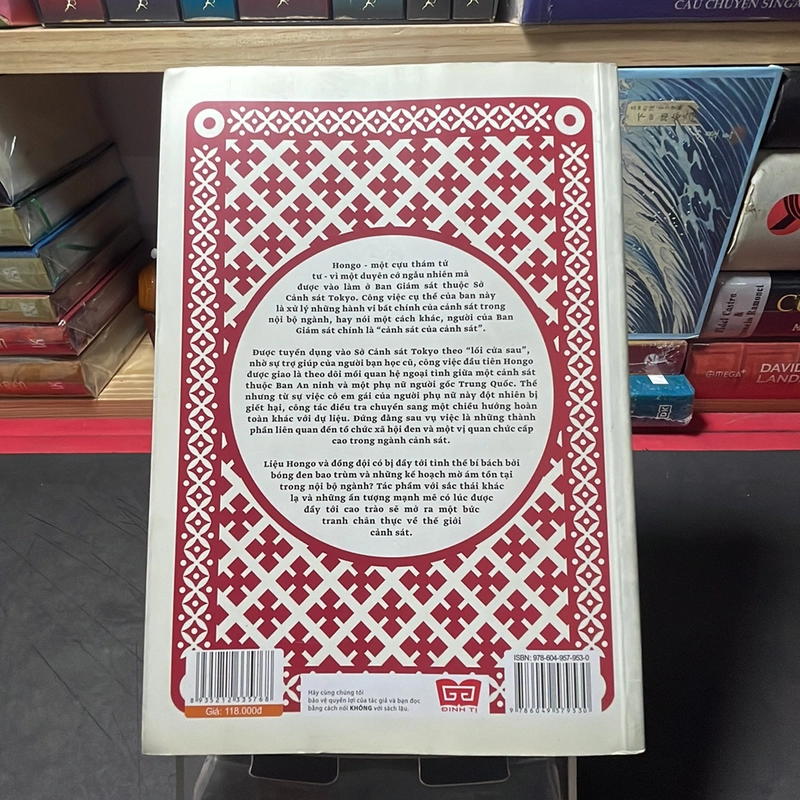 CÂU CHUYỆN SINGA
Hongo - một cựu thám tử
tư - vì một duyên cớ ngẫu nhiên mà
được vào làm ở Ban Giám sát thuộc Sở
Cảnh sát Tokyo. Công việc cụ thể của ban này
là xử lý những hành vi bất chính của cảnh sát trong
nội bộ ngành, hay nói một cách khác, người của Ban
Giám sát chính là “cảnh sát của cảnh sát”.
Được tuyển dụng vào Sở Cảnh sát Tokyo theo “lối cửa sau”,
nhờ sự trợ giúp của người bạn học cũ, công việc đầu tiên Hongo
được giao là theo dõi mối quan hệ ngoại tình giữa một cảnh sát
thuộc Ban An ninh và một phụ nữ người gốc Trung Quốc. Thế
nhưng từ sự việc cô em gái của người phụ nữ này đột nhiên bị
giết hại, công tác điều tra chuyển sang một chiều hướng hoàn
toàn khác với dự liệu. Đứng đằng sau vụ việc là những thành
phần liên quan đến tổ chức xã hội đen và một vị quan chức cấp
cao trong ngành cảnh sát.
Liệu Hongo và đồng đội có bị đẩy tới tình thế bí bách bởi
bóng đen bao trùm và những kế hoạch mờ ám tồn tại
trong nội bộ ngành? Tác phẩm với sắc thái khác
lạ và những ấn tượng mạnh mẽ có lúc được
đẩy tới cao trào sẽ mở ra một bức
tranh chân thực về thế giới
cảnh sát.
8935212335768
Giá: 118.000đ
Hãy cùng chúng tôi
bảo vệ quyền lợi của tác giả và bạn đọc
bằng cách nói KHÔNG với sách lậu.
ĐINH TỊ
ISBN: 978-604-957-953-0
9786049579530
Fidel Castro
&
Ramonet
OMEGA+
DAVID
LAND
DK